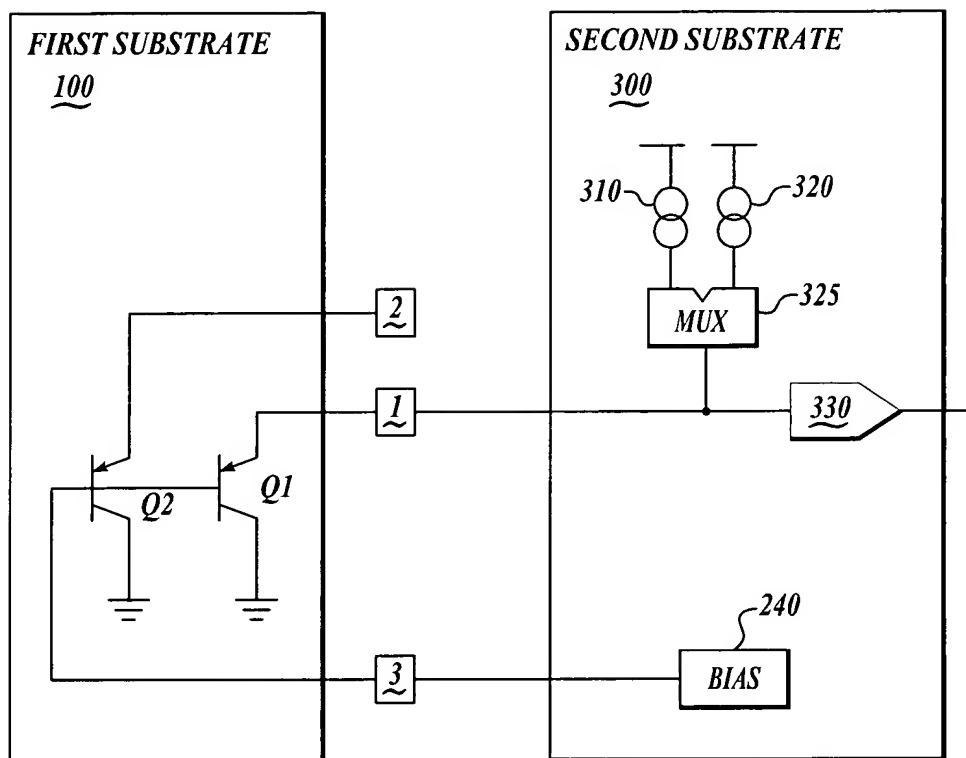 FIRST SUBSTRATE
100
SECOND SUBSTRATE
300
310
320
MUX
325
2
1
330
Q2
Q1
240
3
BIAS